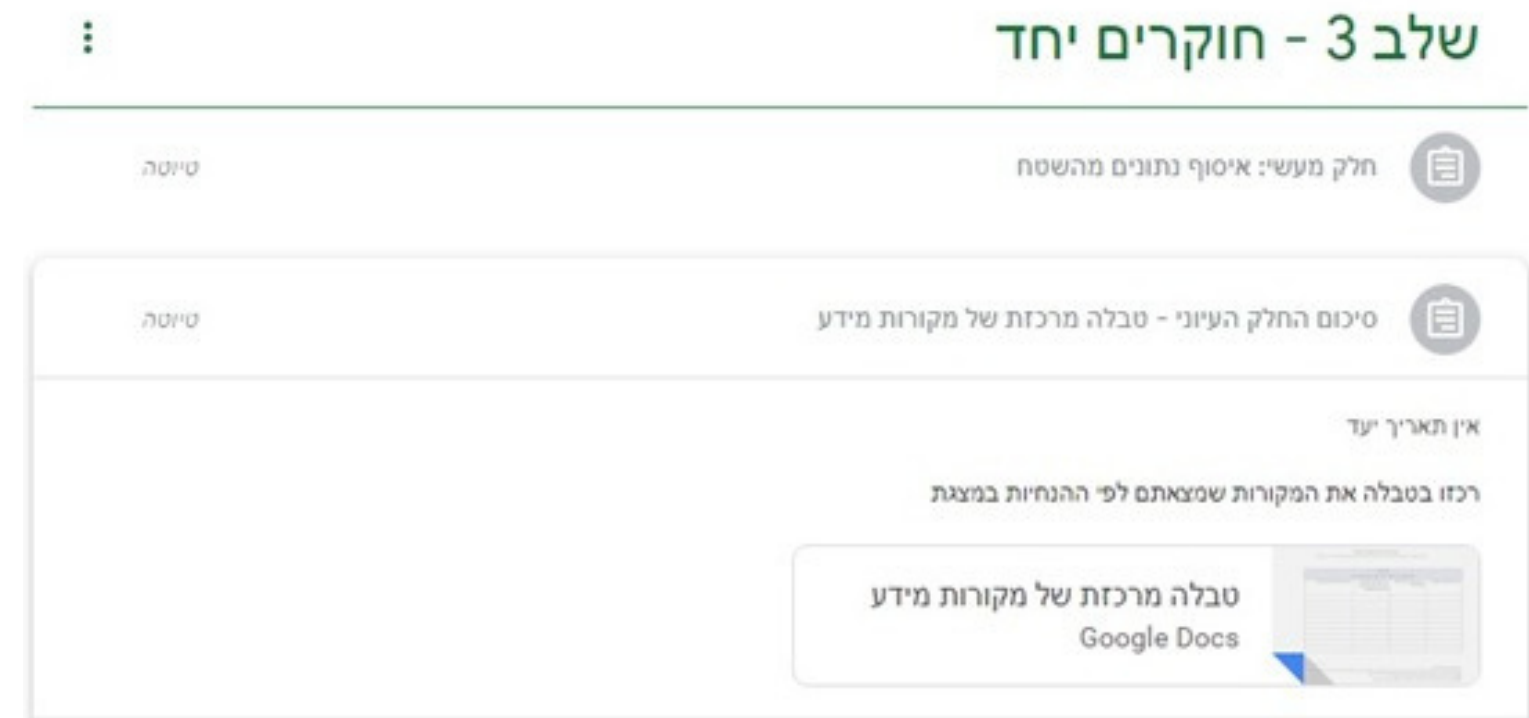 שלב 3 - חוקרים יחד
חלק מעשי: איסוף נתונים מהשטח
טיוטה
סיכום החלק העיוני - טבלה מרכזת של מקורות מידע
טיוטה
אין תאריך יעד
רכזו בטבלה את המקורות שמצאתם לפי ההנחיות במצגת
טבלה מרכזת של מקורות מידע
Google Docs